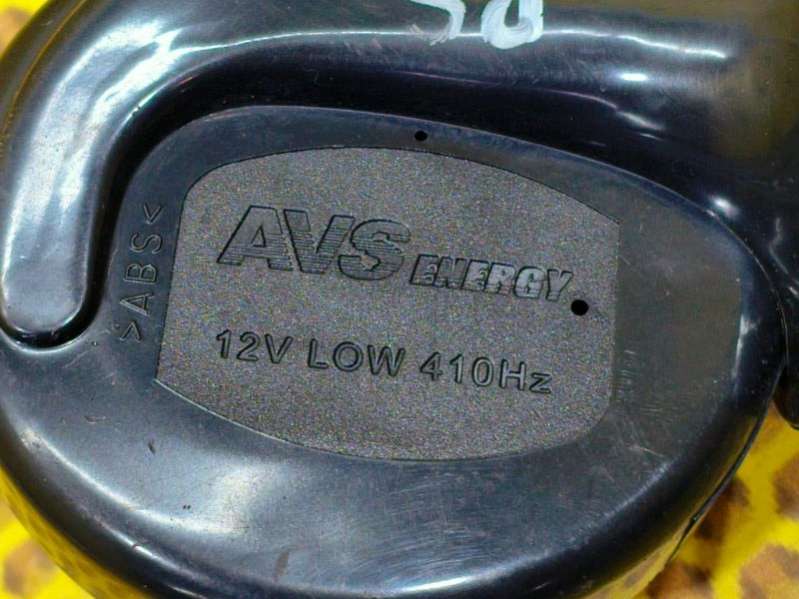 AVS ENERGY
12V LOW 410Hz
>ABS<